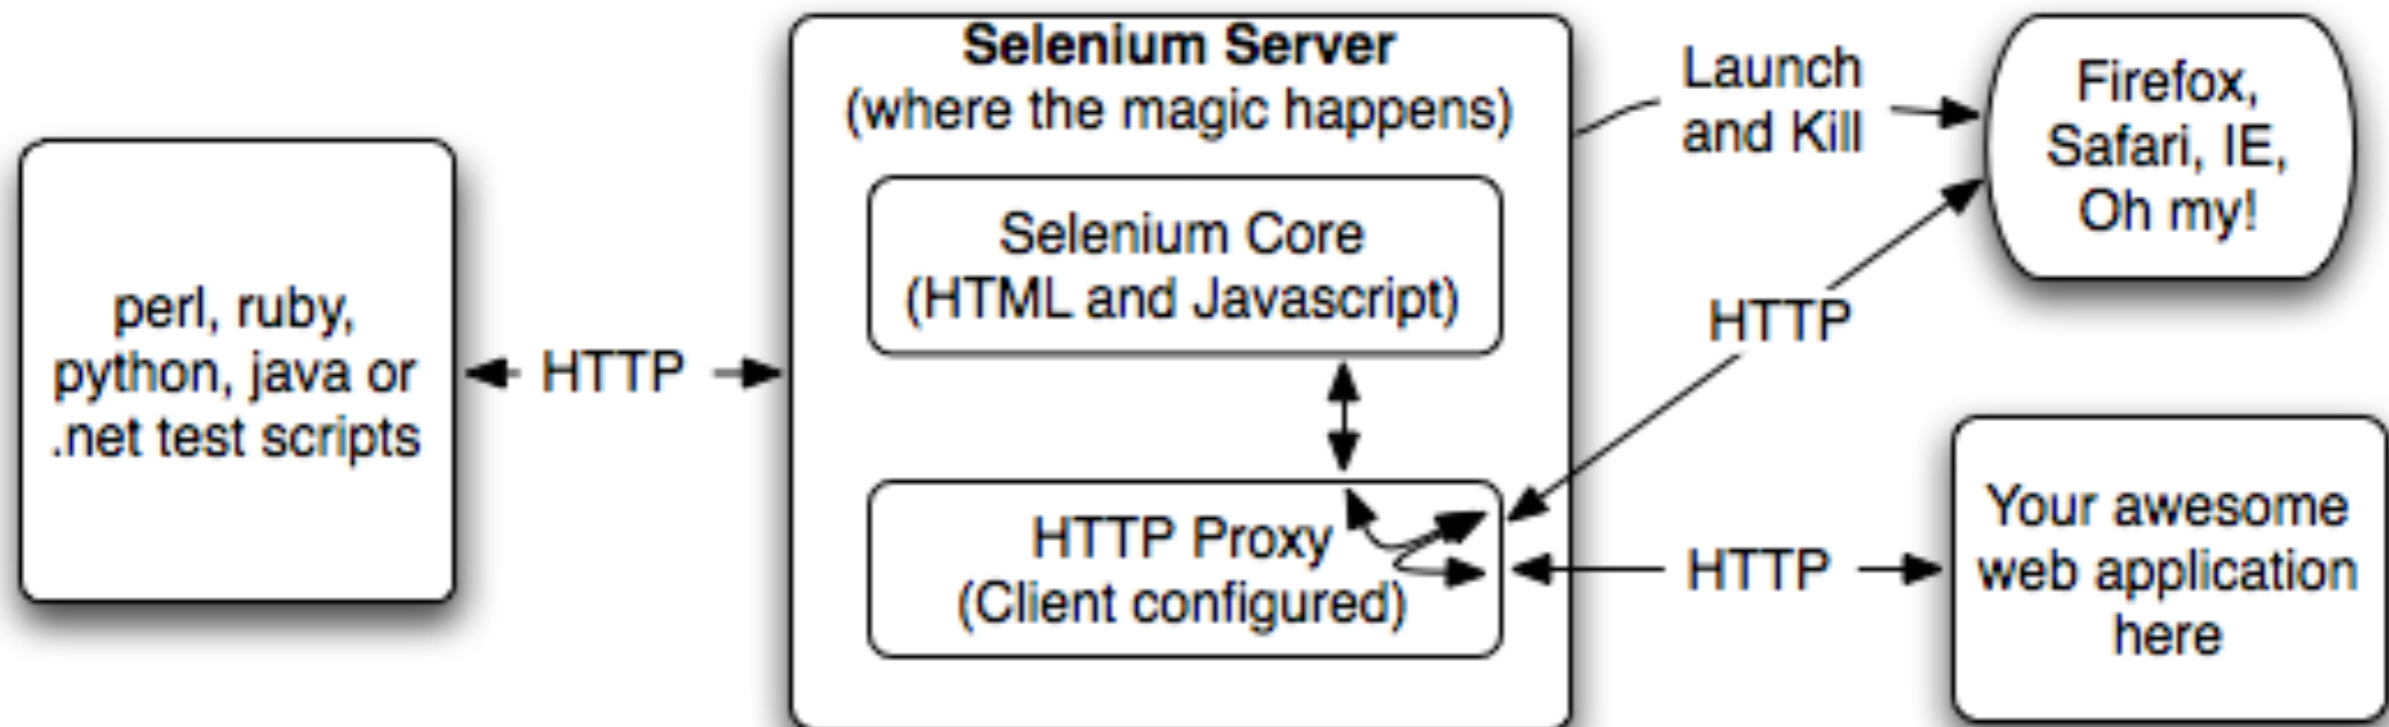 Selenium Server
(where the magic happens)
Selenium Core
(HTML and Javascript)
HTTP Proxy
(Client configured)
perl, ruby,
python, java or
.net test scripts
HTTP
Launch
and Kill
Firefox,
Safari, IE,
Oh my!
HTTP
HTTP
Your awesome
web application
here